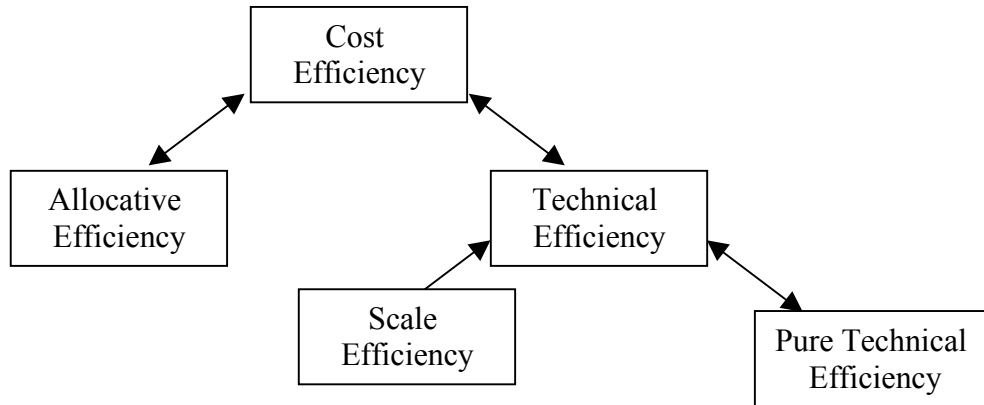 Cost
Efficiency
Allocative
Efficiency
Technical
Efficiency
Scale
Efficiency
Pure Technical
Efficiency